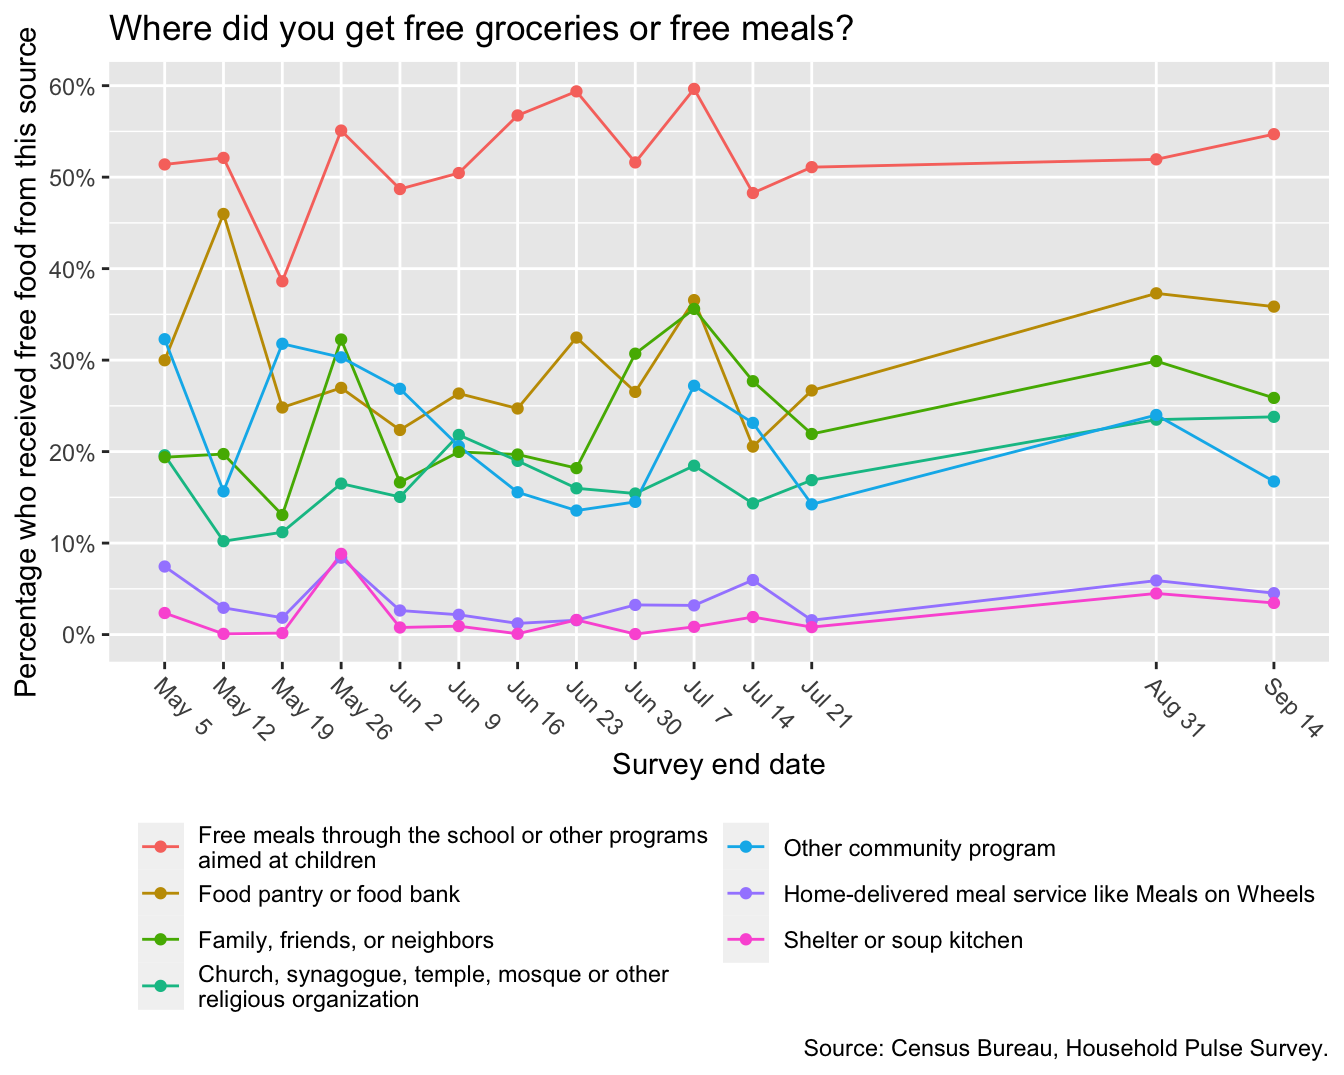 Where did you get free groceries or free meals?
Percentage who received free food from this source
60%
50%
40%
30%
20%
10%
0%
May 5
May 12
May 19
May 26
Jun 2
Jun 9
Jun 16
Jun 23
Jun 30
Jul 7
Jul 14
Jul 21
Aug 31
Sep 14
Survey end date
Free meals through the school or other programs
aimed at children
Food pantry or food bank
Family, friends, or neighbors
Church, synagogue, temple, mosque or other
religious organization
Other community program
Home-delivered meal service like Meals on Wheels
Shelter or soup kitchen
Source: Census Bureau, Household Pulse Survey.